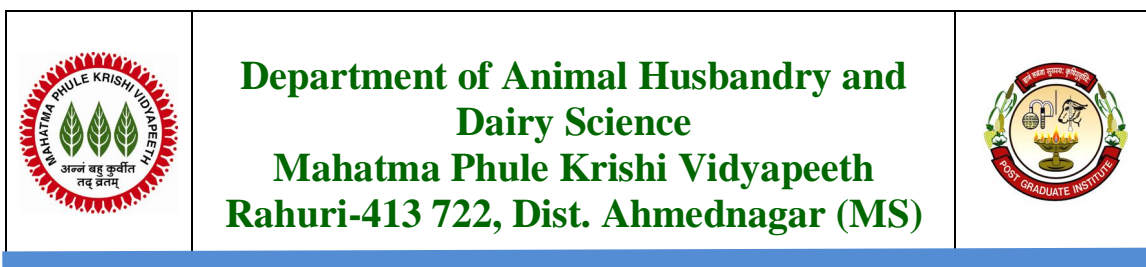 MAHATMA PHULE KRISHI VIDYAPEETH
अन्नं बहु कुर्वीत
तद् व्रतम्
Department of Animal Husbandry and
Dairy Science
Mahatma Phule Krishi Vidyapeeth
Rahuri-413 722, Dist. Ahmednagar (MS)
POST GRADUATE INSTITUTE